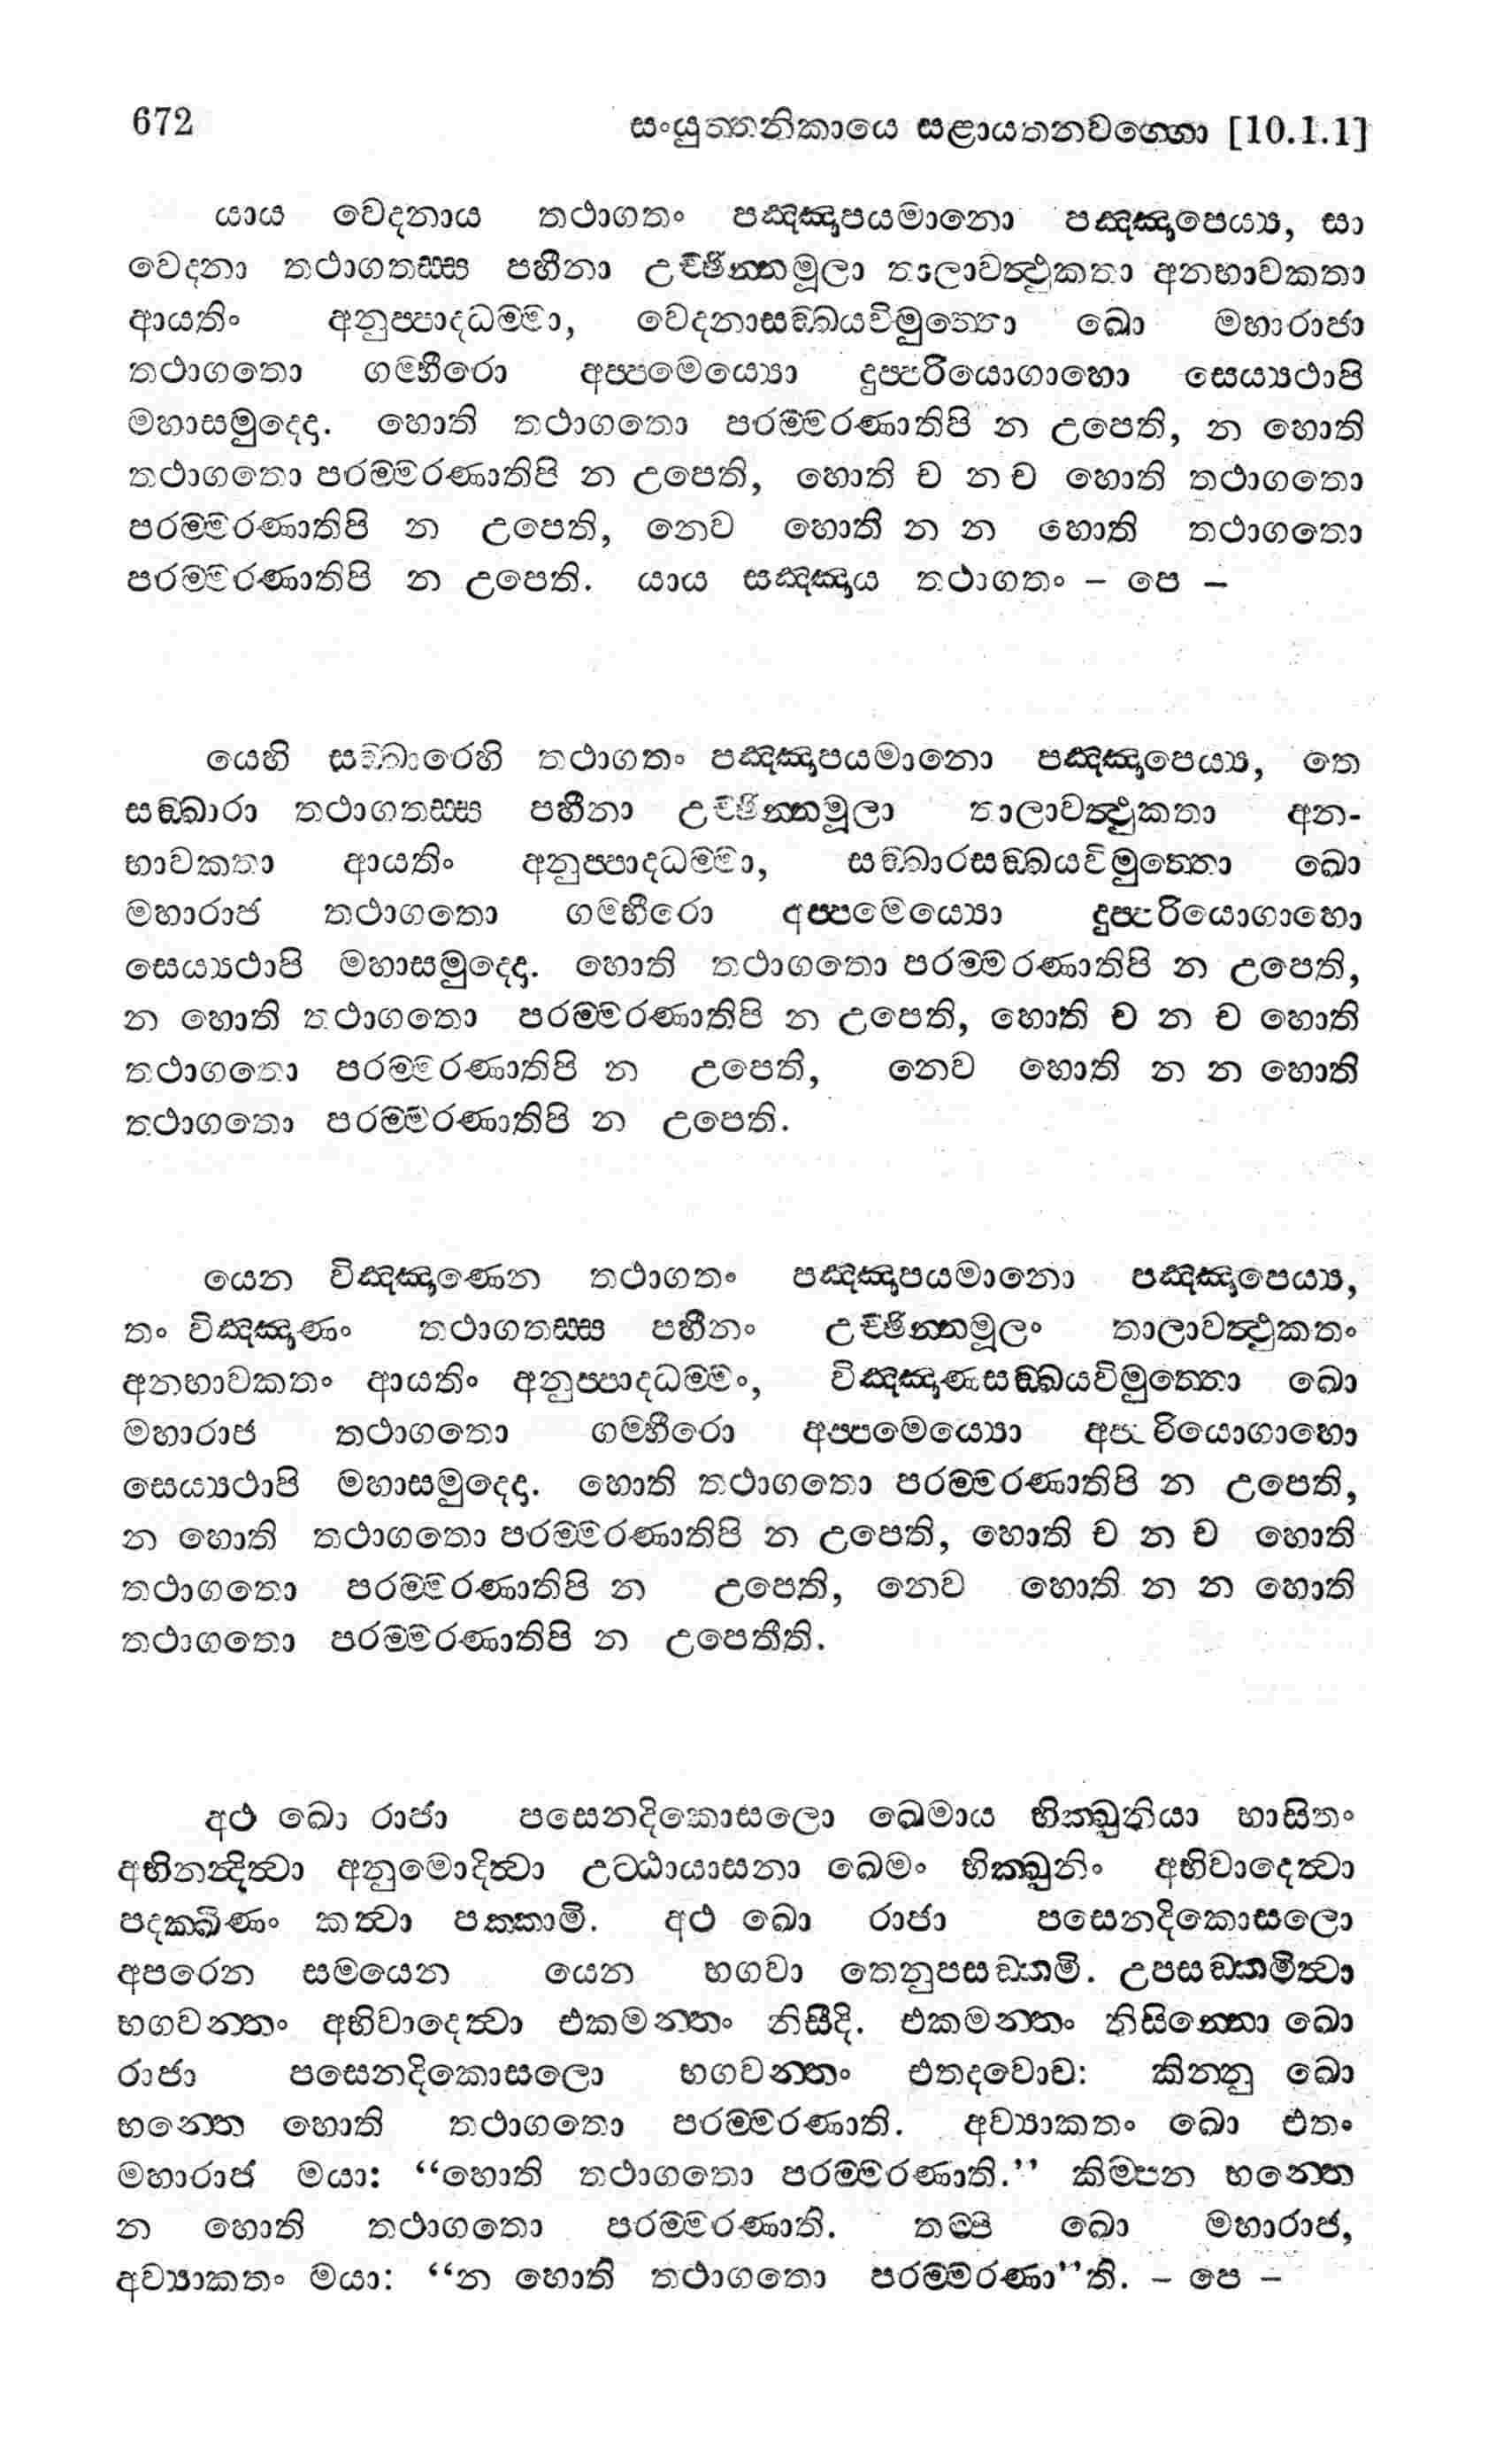 672 සංයුත්තනිකායෙ සළායතනවග්ගො [10.1.1]
යාය වෙදනාය තථාගතං පඤ්ඤාපයමානො පඤ්ඤාපෙය්‍ය, සා
වෙදනා තථාගතස්ස පහීනා උච්ඡින්නමූලා තාලාවත්ථුකතා අනභාවකතා
ආයතිං අනුප්පාදධම්මා, වෙදනාසඞ්ඛයවිමුත්තො ඛො මහාරාජා
තථාගතො ගම්භීරො අප්පමෙය්‍යො දුප්පරියොගාහො සෙය්‍යථාපි
මහාසමුද්දො. හොති තථාගතො පරම්මරණාතිපි න උපෙති, න හොති
තථාගතො පරම්මරණාතිපි න උපෙති, හොති ච න ච හොති තථාගතො
පරම්මරණාතිපි න උපෙති, නෙව හොති න න හොති තථාගතො
පරම්මරණාතිපි න උපෙති. යාය සඤ්ඤාය තථාගතං – පෙ –
යෙහි සඞ්ඛාරෙහි තථාගතං පඤ්ඤාපයමානො පඤ්ඤාපෙය්‍ය, තෙ
සඞ්ඛාරා තථාගතස්ස පහීනා උච්ඡින්නමූලා තාලාවත්ථුකතා අන-
භාවකතා ආයතිං අනුප්පාදධම්මා, සඞ්ඛාරසඞ්ඛයවිමුත්තො ඛො
මහාරාජ තථාගතො ගම්භීරො අප්පමෙය්‍යො දුප්පරියොගාහො
සෙය්‍යථාපි මහාසමුද්දො. හොති තථාගතො පරම්මරණාතිපි න උපෙති,
න හොති තථාගතො පරම්මරණාතිපි න උපෙති, හොති ච න ච හොති
තථාගතො පරම්මරණාතිපි න උපෙති, නෙව හොති න න හොති
තථාගතො පරම්මරණාතිපි න උපෙති.
යෙන විඤ්ඤාණෙන තථාගතං පඤ්ඤාපයමානො පඤ්ඤාපෙය්‍ය,
තං විඤ්ඤාණං තථාගතස්ස පහීනං උච්ඡින්නමූලං තාලාවත්ථුකතං
අනභාවකතං ආයතිං අනුප්පාදධම්මං, විඤ්ඤාණසඞ්ඛයවිමුත්තො ඛො
මහාරාජ තථාගතො ගම්භීරො අප්පමෙය්‍යො අප්පරියොගාහො
සෙය්‍යථාපි මහාසමුද්දො. හොති තථාගතො පරම්මරණාතිපි න උපෙති,
න හොති තථාගතො පරම්මරණාතිපි න උපෙති, හොති ච න ච හොති
තථාගතො පරම්මරණාතිපි න උපෙති, නෙව හොති න න හොති
තථාගතො පරම්මරණාතිපි න උපෙතීති.
අථ ඛො රාජා පසෙනදිකොසලො ඛෙමාය භික්ඛුනියා භාසිතං
අභිනන්දිත්වා අනුමොදිත්වා උට්ඨායාසනා ඛෙමං භික්ඛුනිං අභිවාදෙත්වා
පදක්ඛිණං කත්වා පක්කාමි. අථ ඛො රාජා පසෙනදිකොසලො
අපරෙන සමයෙන යෙන භගවා තෙනුපසඞ්කමි. උපසඞ්කමිත්වා
භගවන්තං අභිවාදෙත්වා එකමන්තං නිසීදි. එකමන්තං නිසින්නො ඛො
රාජා පසෙනදිකොසලො භගවන්තං එතදවොච: කින්නු ඛො
භන්තෙ හොති තථාගතො පරම්මරණාති. අව්‍යාකතං ඛො එතං
මහාරාජ මයා: “හොති තථාගතො පරම්මරණාති.” කිම්පන භන්තෙ
න හොති තථාගතො පරම්මරණාති. තම්පි ඛො මහාරාජ,
අව්‍යාකතං මයා: “න හොති තථාගතො පරම්මරණා”ති. – පෙ –